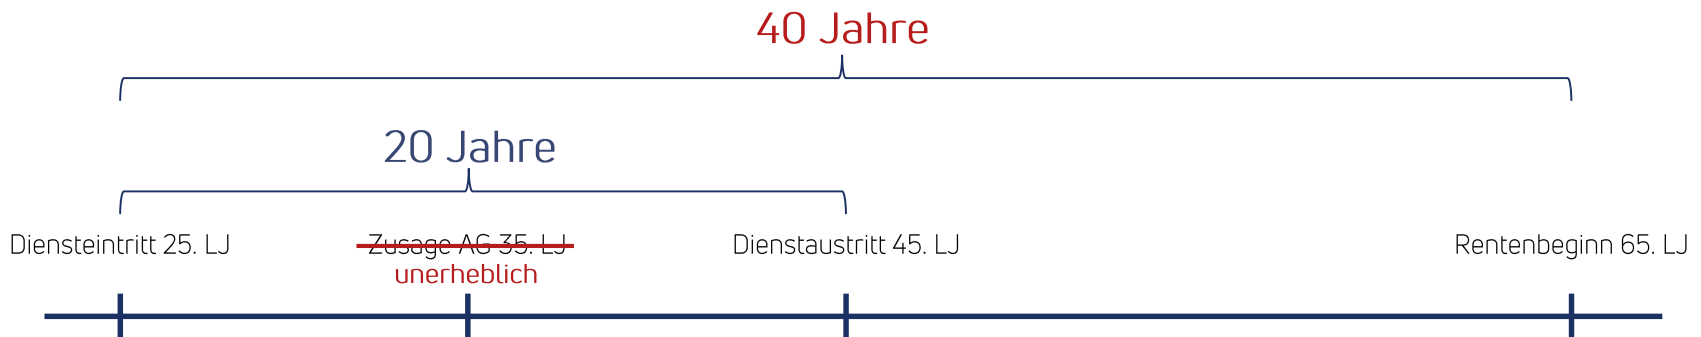 40 Jahre
20 Jahre
Diensteintritt 25. LJ
Zusage AG 35. LJ
unerheblich
Dienstaustritt 45. LJ
Rentenbeginn 65. LJ